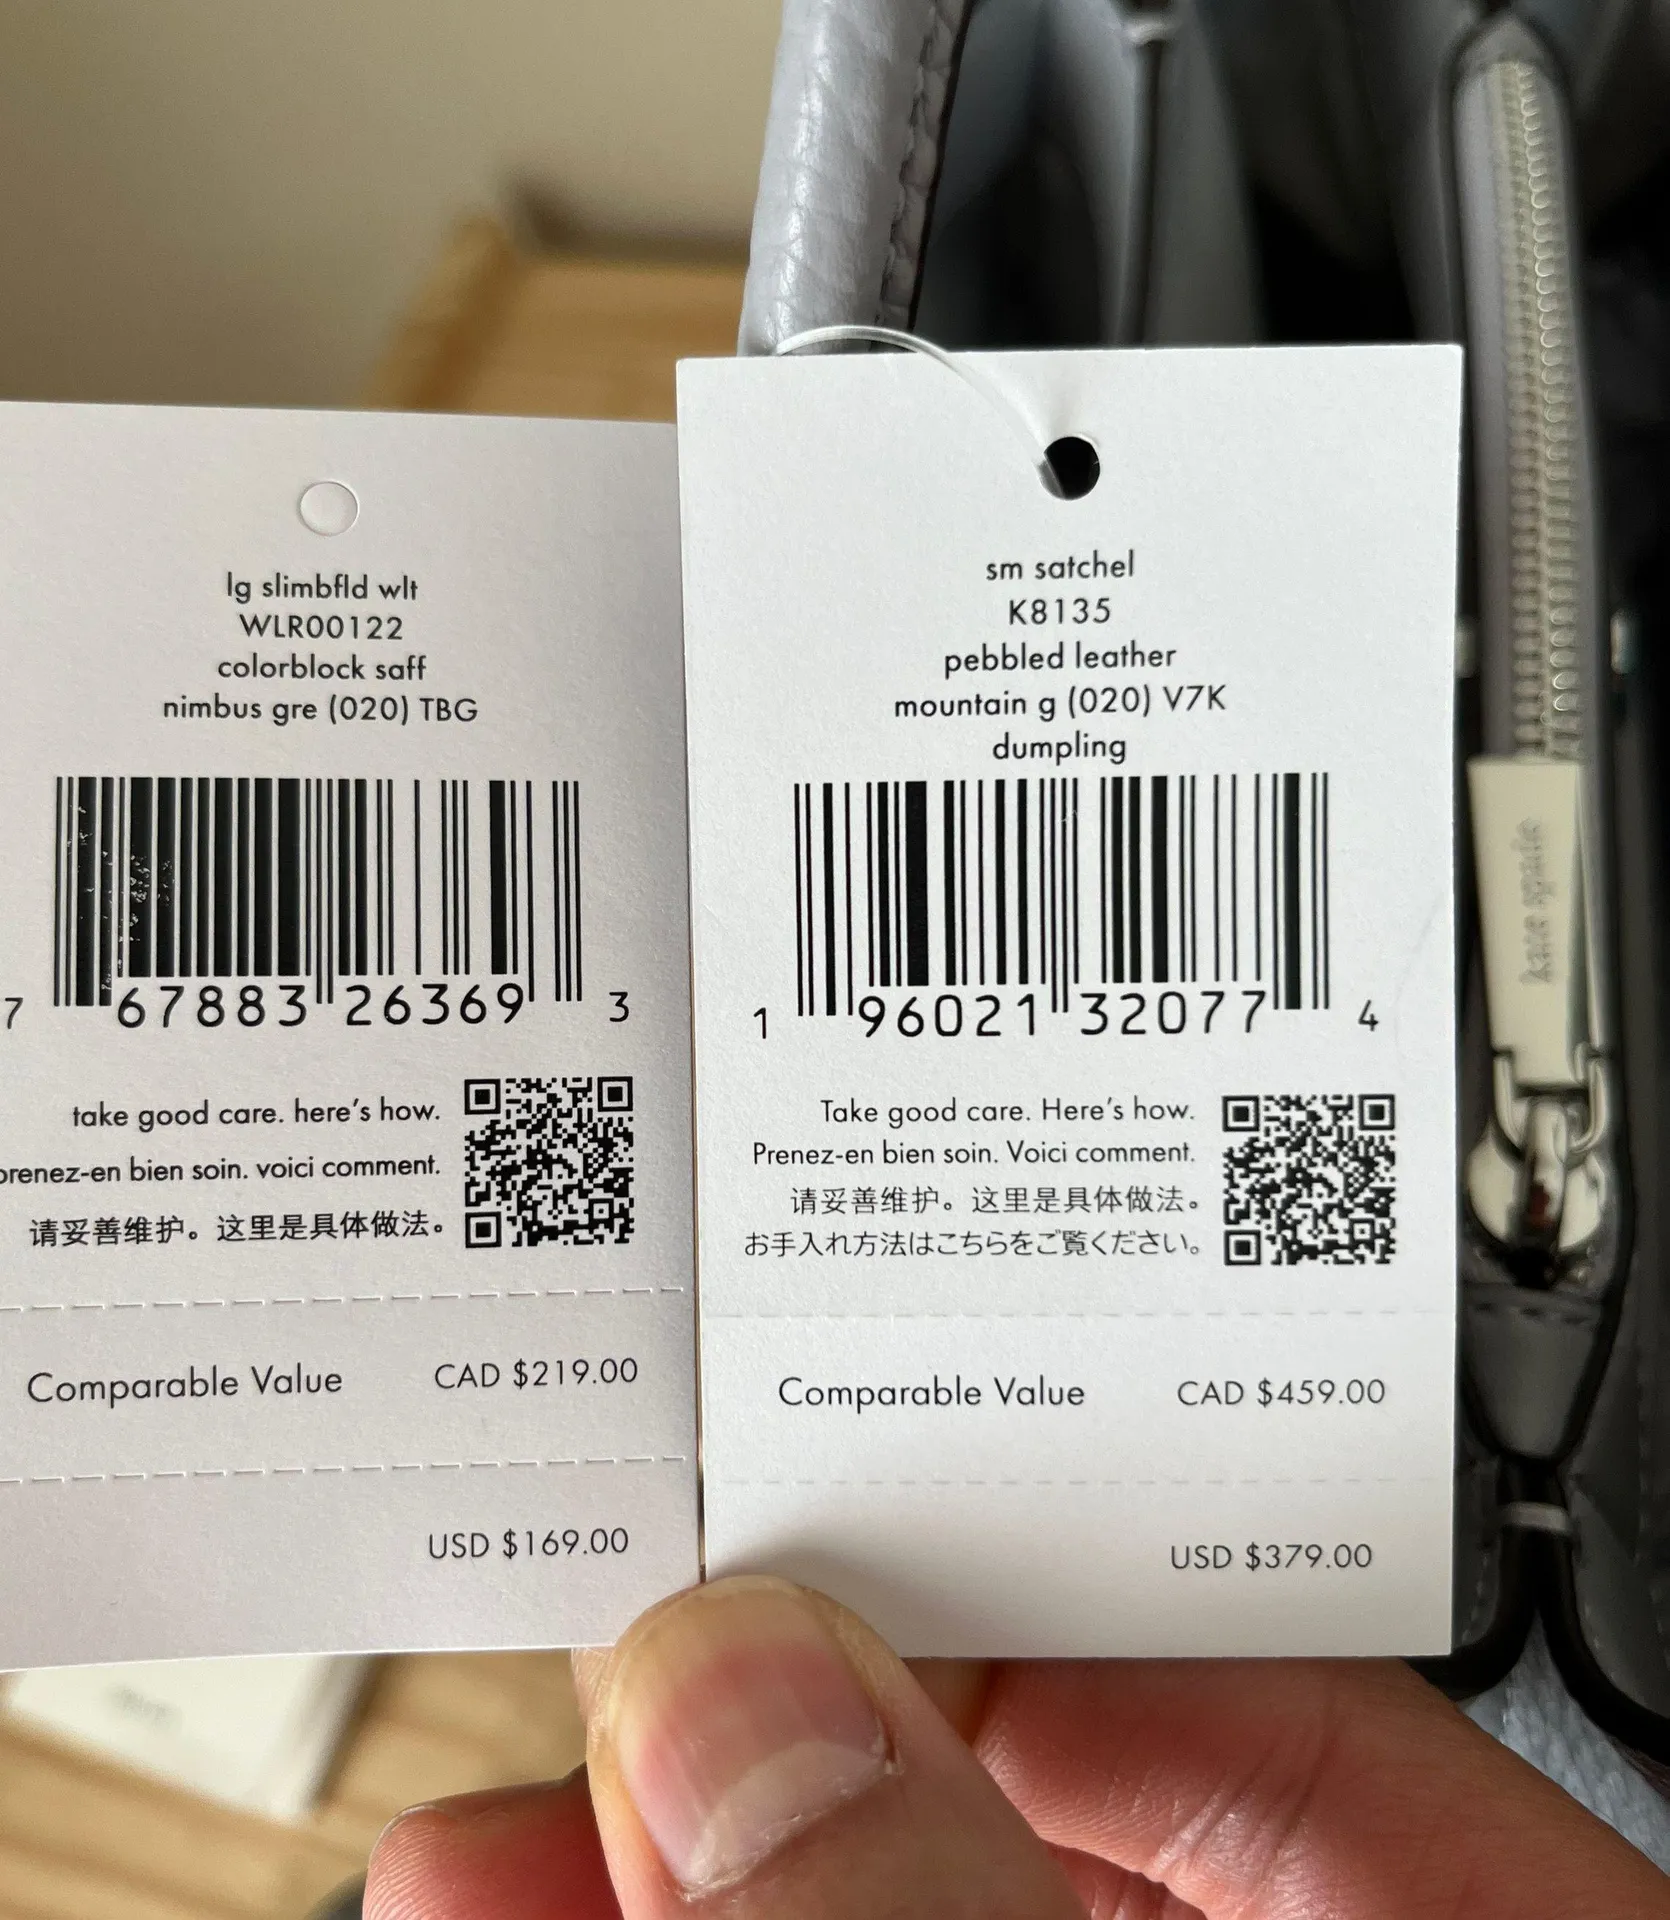 lg slimbfld wlt
WLR00122
colorblock saff
nimbus gre (020) TBG
7 67883 26369 3
take good care. here's how.
prenez-en bien soin. voici comment.
请妥善维护。这里是具体做法。
Comparable Value CAD $219.00
USD $169.00
sm satchel
K8135
pebbled leather
mountain g (020) V7K
dumpling
1 96021 32077 4
Take good care. Here's how.
Prenez-en bien soin. Voici comment.
请妥善维护。这里是具体做法。
お手入れ方法はこちらをご覧ください。
Comparable Value CAD $459.00
USD $379.00
kate spade